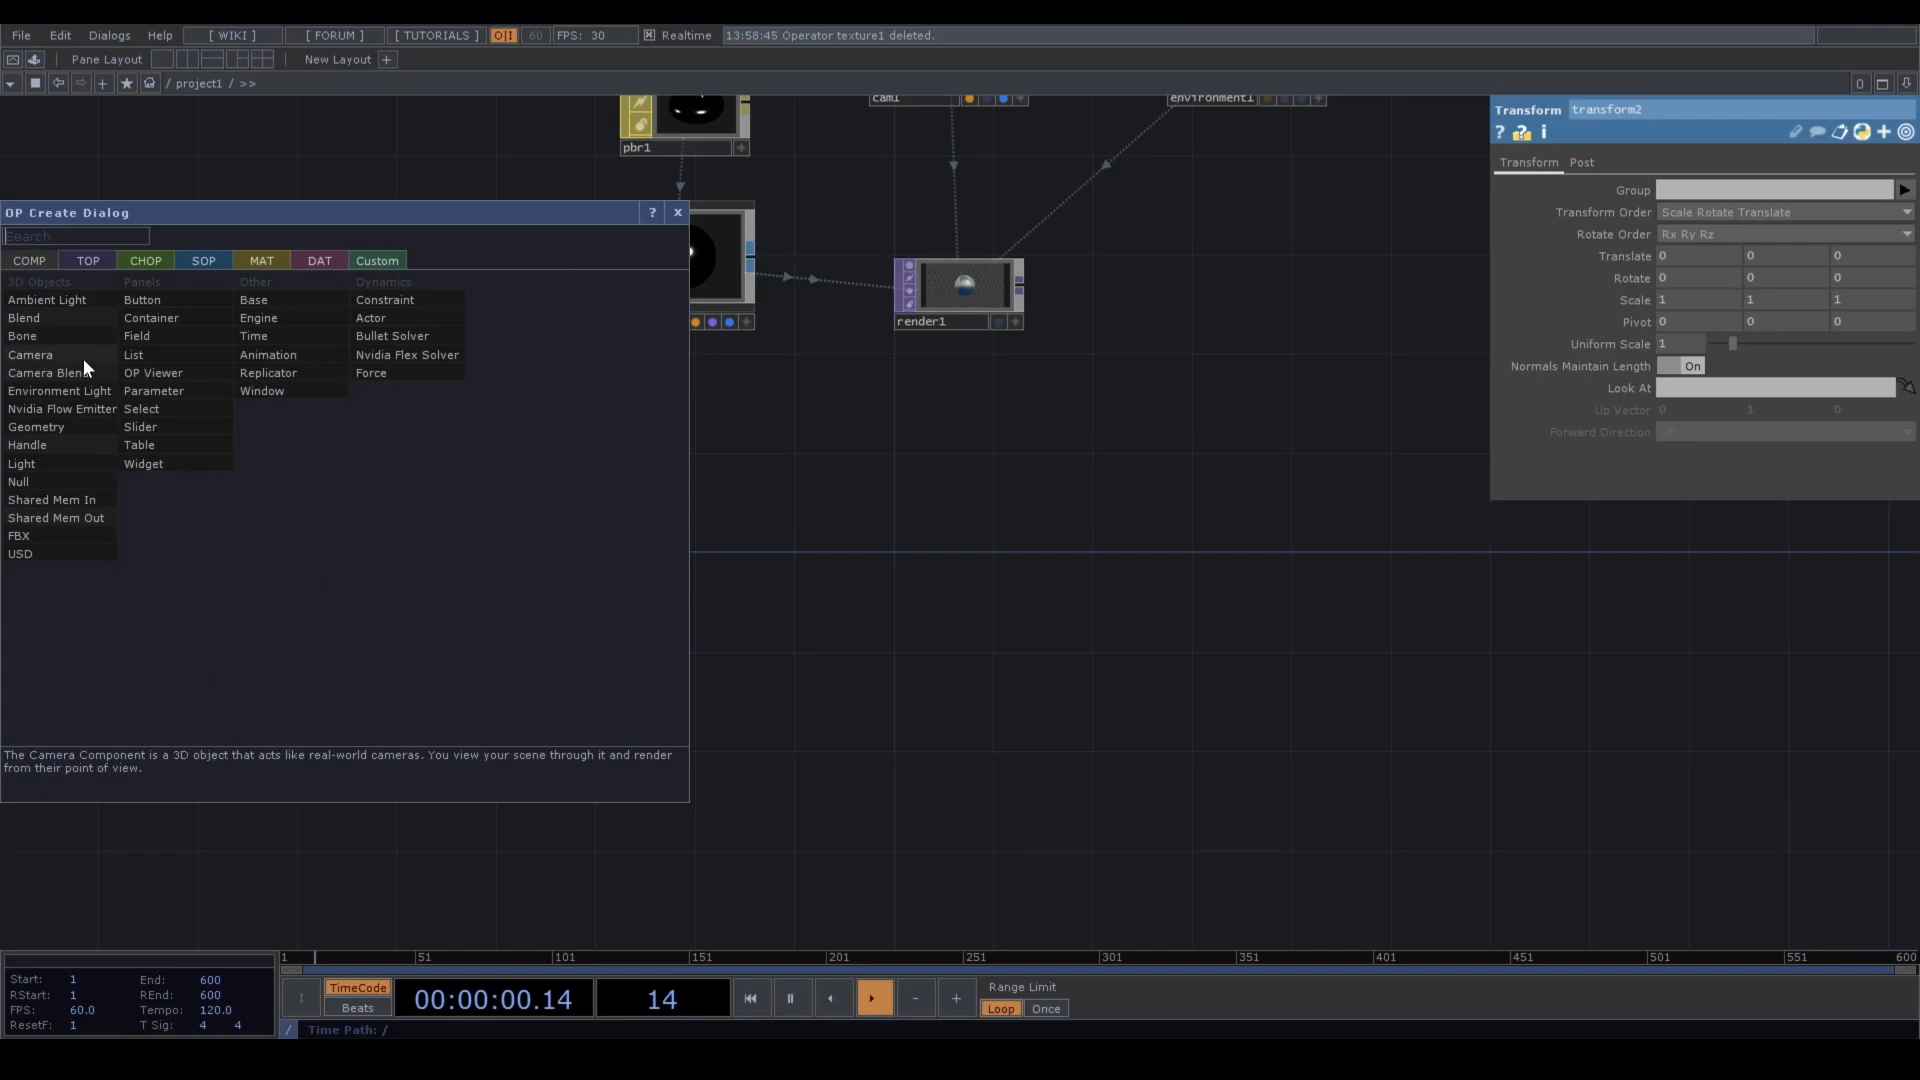 File Edit Dialogs Help [ WIKI ] [ FORUM ] [ TUTORIALS ] O|I 60 FPS: 30 Realtime 13:58:45 Operator texture1 deleted.
Pane Layout New Layout +
/ project1 / >> 0
cam1 environment1
pbr1
render1
OP Create Dialog ? x
Search
COMP TOP CHOP SOP MAT DAT Custom
3D Objects Panels Other Dynamics
Ambient Light Button Base Constraint
Blend Container Engine Actor
Bone Field Time Bullet Solver
Camera List Animation Nvidia Flex Solver
Camera Blend OP Viewer Replicator Force
Environment Light Parameter Window
Nvidia Flow Emitter Select
Geometry Slider
Handle Table
Light Widget
Null
Shared Mem In
Shared Mem Out
FBX
USD
The Camera Component is a 3D object that acts like real-world cameras. You view your scene through it and render
from their point of view.
Transform transform2
? ? i
Transform Post
Group
Transform Order Scale Rotate Translate
Rotate Order Rx Ry Rz
Translate 0 0 0
Rotate 0 0 0
Scale 1 1 1
Pivot 0 0 0
Uniform Scale 1
Normals Maintain Length On
Look At
Up Vector 0 1 0
Forward Direction
1 51 101 151 201 251 301 351 401 451 501 551 600
Start: 1 End: 600
RStart: 1 REnd: 600
FPS: 60.0 Tempo: 120.0
ResetF: 1 T Sig: 4 4
TimeCode
Beats
00:00:00.14 14
Range Limit
Loop Once
/ Time Path: /